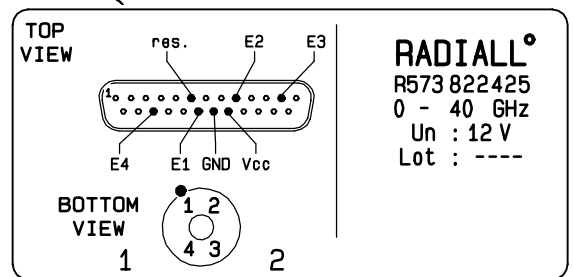 TOP
VIEW
res.
E2
E3
1
E4
E1
GND
Vcc
BOTTOM
VIEW
1 2
4 3
1
2
RADIALL°
R573 822425
0 - 40 GHz
Un : 12 V
Lot : ----